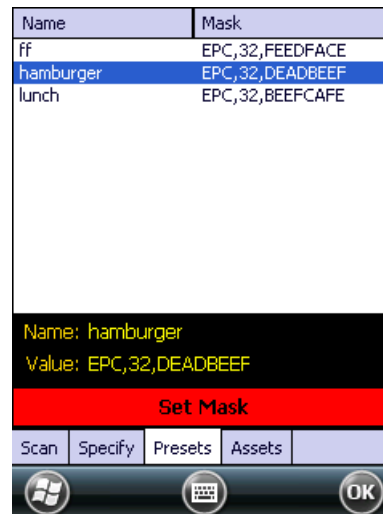 Name Mask
ff EPC,32,FEEDFACE
hamburger EPC,32,DEADBEEF
lunch EPC,32,BEEFCAFE
Name: hamburger
Value: EPC,32,DEADBEEF
Set Mask
Scan Specify Presets Assets
OK